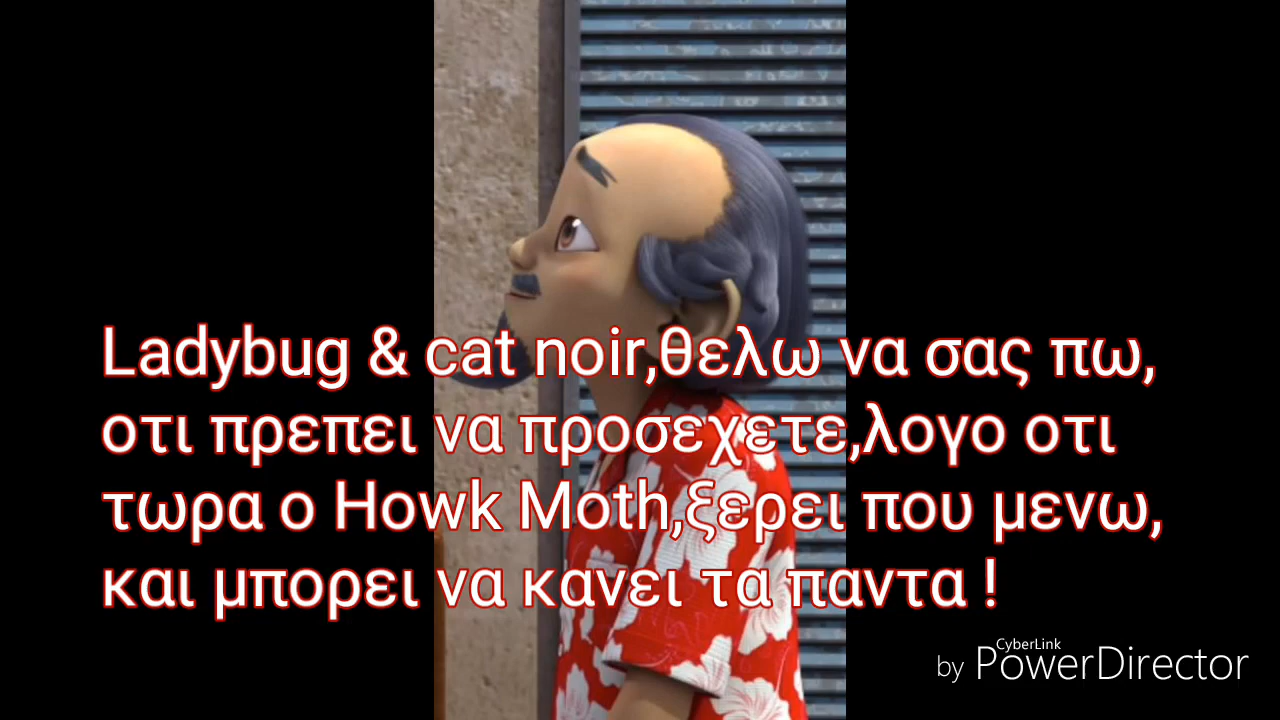 Ladybug & cat noir,θελω να σας πω,
οτι πρεπει να προσεχετε,λογο οτι
τωρα ο Howk Moth,ξερει που μενω,
και μπορει να κανει τα παντα !
CyberLink
by PowerDirector